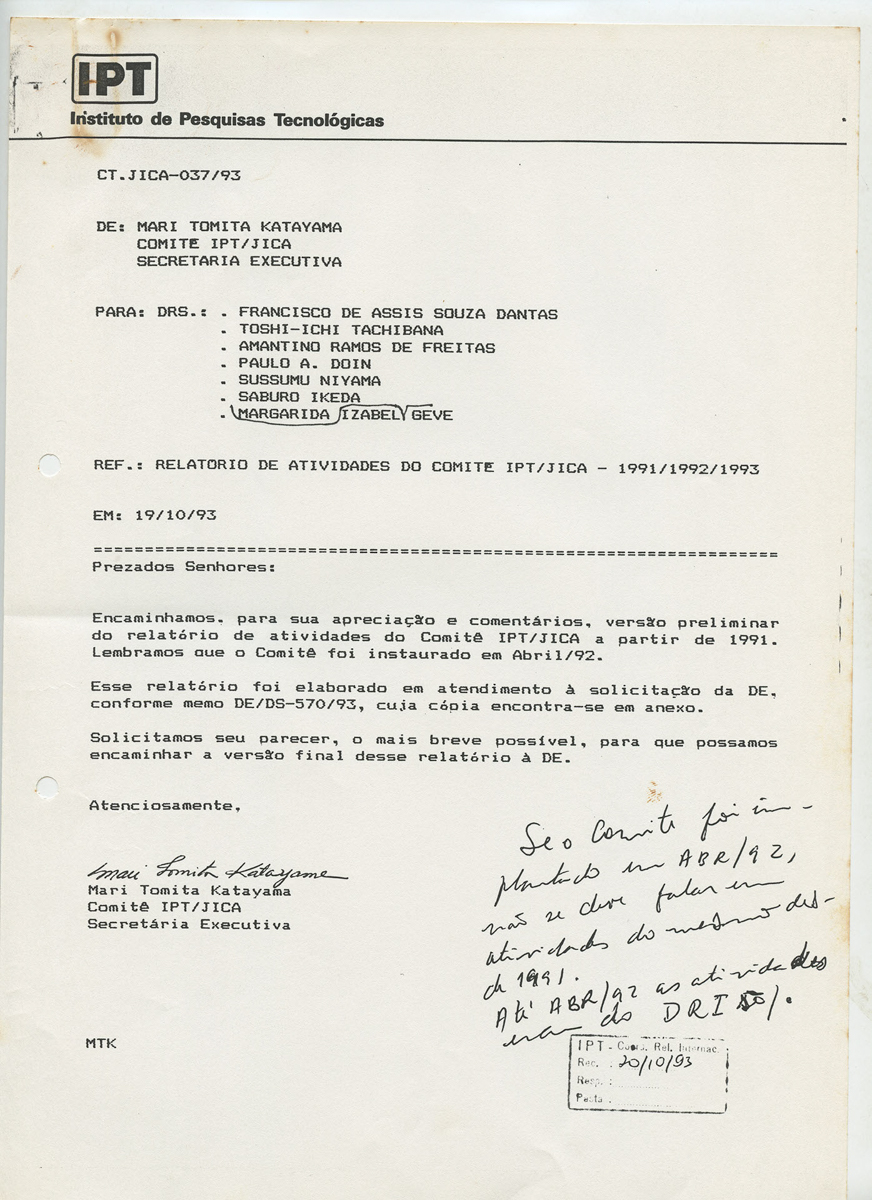 IPT
Instituto de Pesquisas Tecnológicas
CT.JICA-037/93
DE: MARI TOMITA KATAYAMA
COMITE IPT/JICA
SECRETARIA EXECUTIVA
PARA: DRS.: . FRANCISCO DE ASSIS SOUZA DANTAS
. TOSHI-ICHI TACHIBANA
. AMANTINO RAMOS DE FREITAS
. PAULO A. DOIN
. SUSSUMU NIYAMA
. SABURO IKEDA
. MARGARIDA IZABEL GEVE
REF.: RELATORIO DE ATIVIDADES DO COMITE IPT/JICA - 1991/1992/1993
EM: 19/10/93
==================================================================
Prezados Senhores:
Encaminhamos, para sua apreciação e comentários, versão preliminar
do relatório de atividades do Comitê IPT/JICA a partir de 1991.
Lembramos que o Comitê foi instaurado em Abril/92.
Esse relatório foi elaborado em atendimento à solicitação da DE,
conforme memo DE/DS-570/93, cuja cópia encontra-se em anexo.
Solicitamos seu parecer, o mais breve possível, para que possamos
encaminhar a versão final desse relatório à DE.
Atenciosamente,
Mari Tomita Katayama
Mari Tomita Katayama
Comitê IPT/JICA
Secretária Executiva
Se o Comite foi im-
plantado em ABR/92,
não se deve falar em
atividades do mesmo des-
de 1991.
Até ABR/92 as atividades
eram do DRI
MTK
IPT - Coord. Rel. Internac.
Rec. : 20/10/93
Resp. :
Pasta :